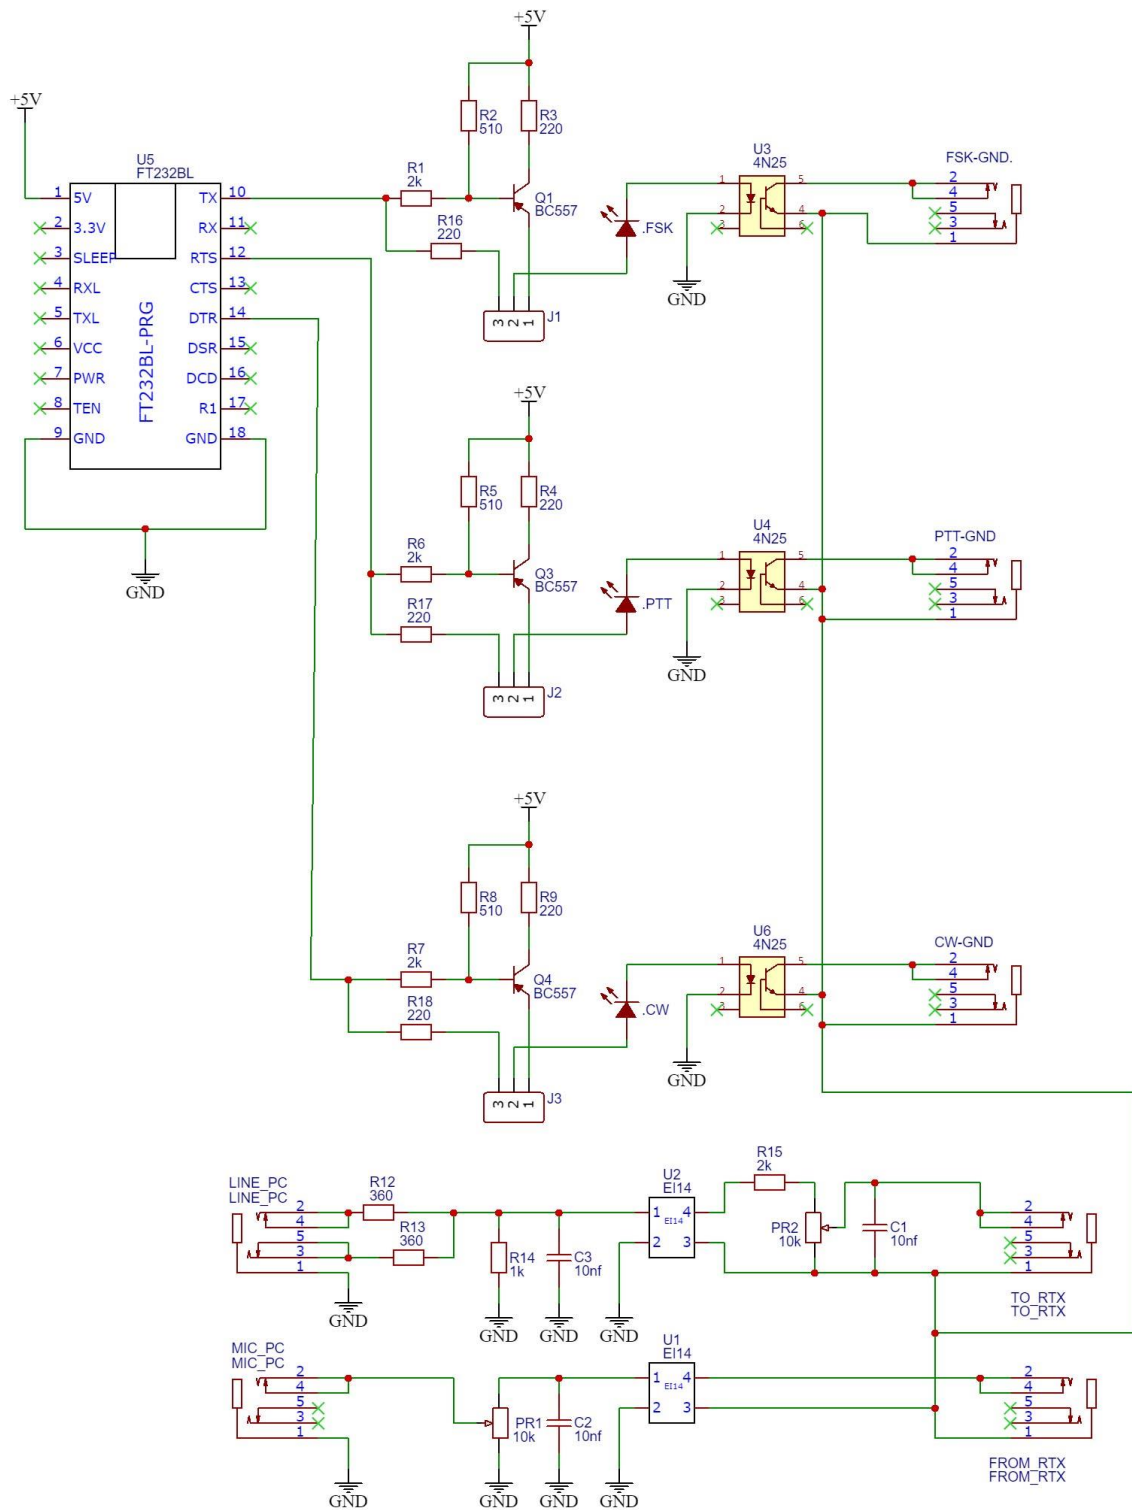 +5V
+5V
R2
510
R3
220
U5
FT232BL
1 5V
2 3.3V
3 SLEEP
4 RXL
5 TXL
6 VCC
7 PWR
8 TEN
9 GND
TX 10
RX 11
RTS 12
CTS 13
DTR 14
DSR 15
DCD 16
R1 17
GND 18
FT232BL-PRG
GND
R1
2k
R16
220
Q1
BC557
3 2 1
J1
.FSK
U3
4N25
1
2
3
5
4
6
GND
FSK-GND.
2
4
5
3
1
+5V
R5
510
R4
220
R6
2k
R17
220
Q3
BC557
3 2 1
J2
.PTT
U4
4N25
1
2
3
5
4
6
GND
PTT-GND
2
4
5
3
1
+5V
R8
510
R9
220
R7
2k
R18
220
Q4
BC557
3 2 1
J3
.CW
U6
4N25
1
2
3
5
4
6
GND
CW-GND
2
4
5
3
1
LINE_PC
LINE_PC
2
4
5
3
1
GND
R12
360
R13
360
R14
1k
GND
C3
10nf
GND
GND
U2
EI14
1 4
EI14
2 3
R15
2k
PR2
10k
C1
10nf
2
4
5
3
1
TO_RTX
TO_RTX
MIC_PC
MIC_PC
2
4
5
3
1
GND
PR1
10k
GND
C2
10nf
GND
GND
U1
EI14
1 4
EI14
2 3
2
4
5
3
1
FROM_RTX
FROM_RTX